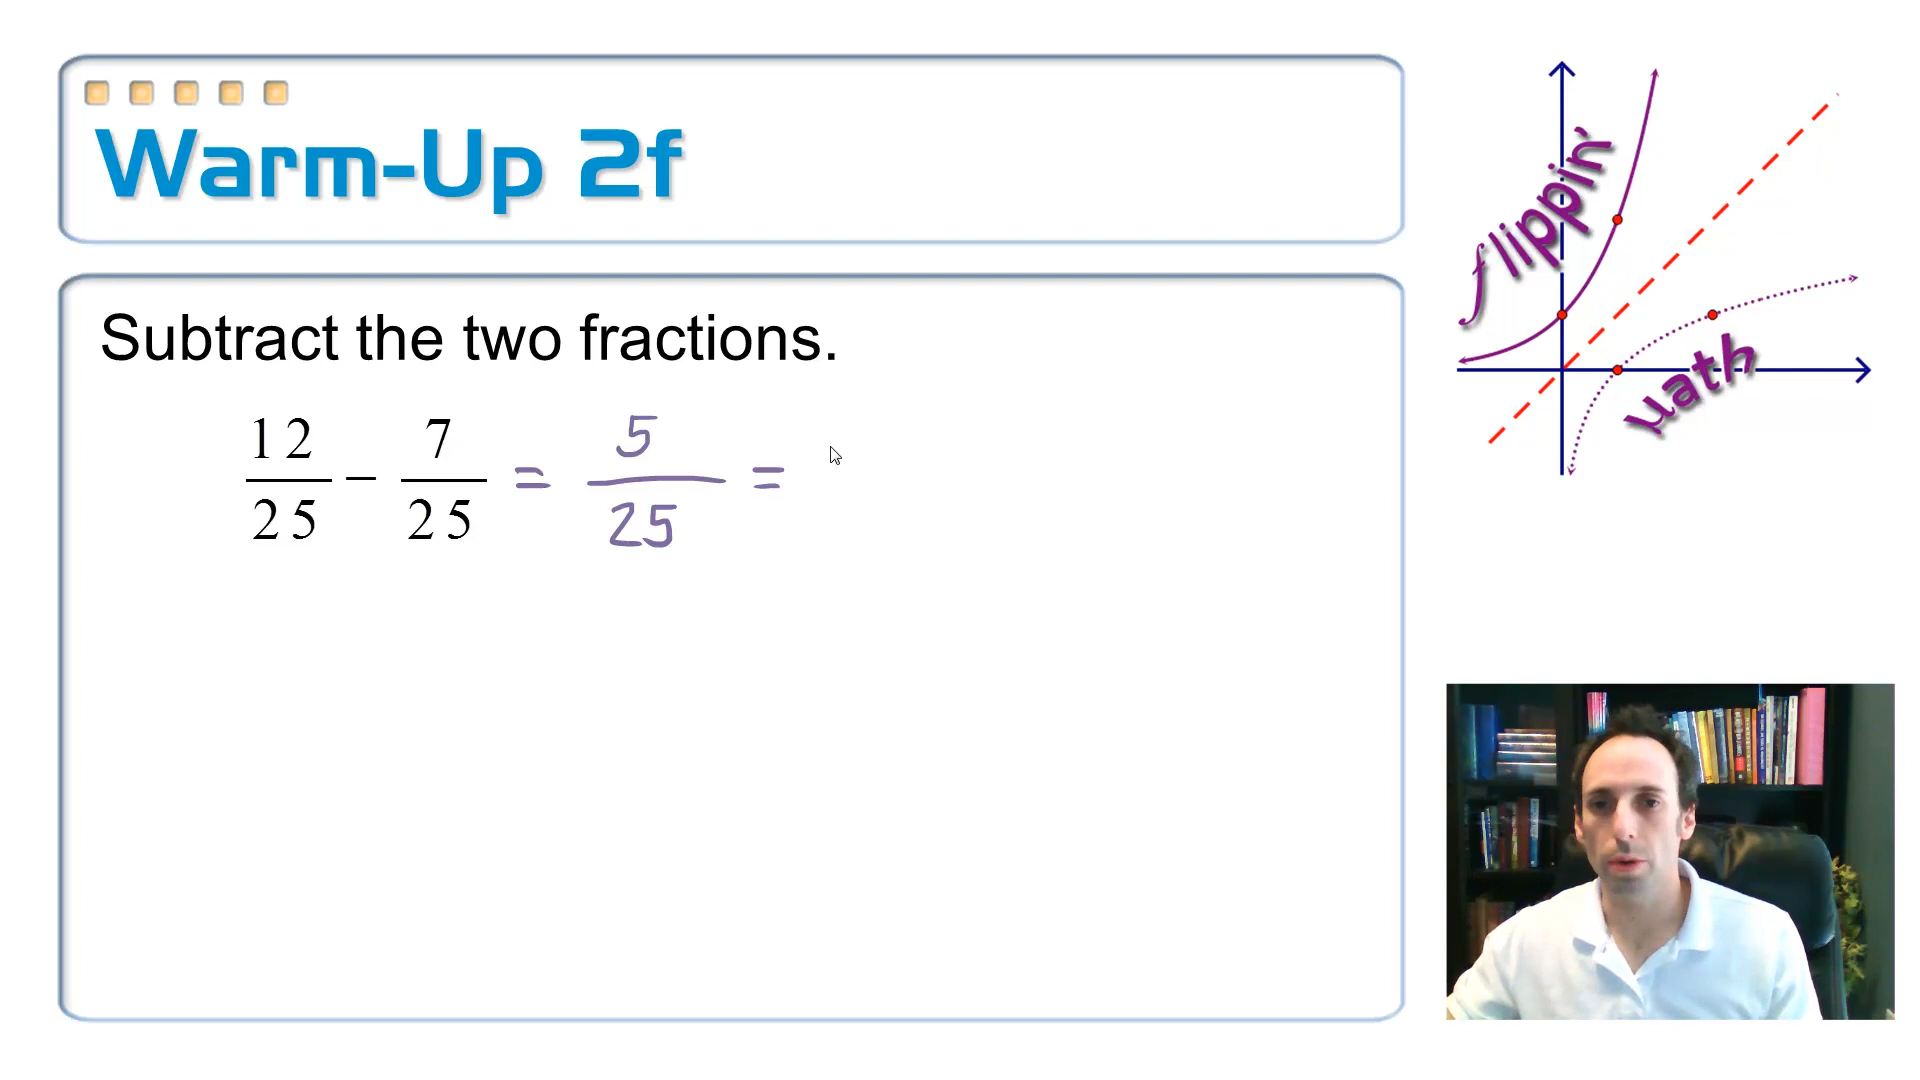 Warm-Up 2f
Subtract the two fractions.
12/25 − 7/25 = 5/25 =
flippin'
math